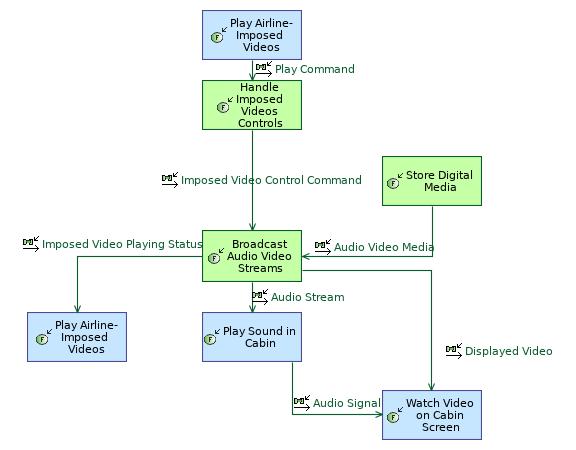 Play Airline-
Imposed
Videos
Play Command
Handle
Imposed
Videos
Controls
Imposed Video Control Command
Store Digital
Media
Imposed Video Playing Status
Broadcast
Audio Video
Streams
Audio Video Media
Audio Stream
Play Airline-
Imposed
Videos
Play Sound in
Cabin
Displayed Video
Audio Signal
Watch Video
on Cabin
Screen